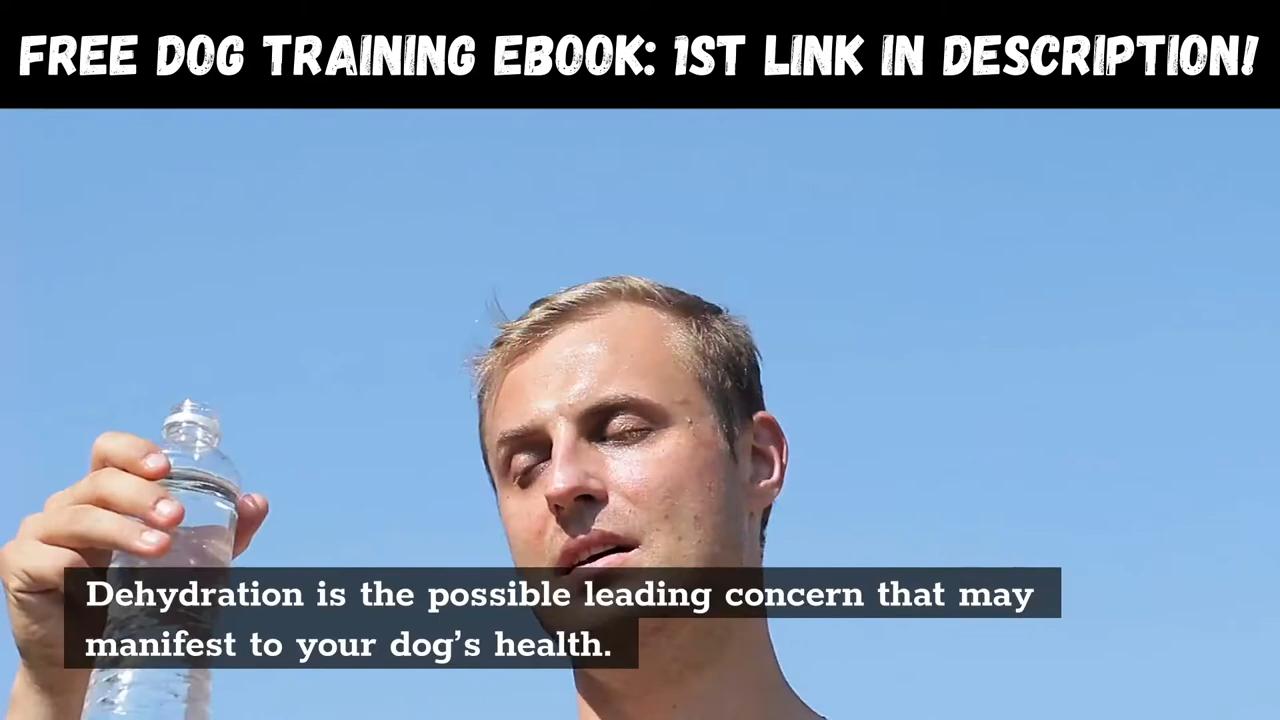 FREE DOG TRAINING EBOOK: 1ST LINK IN DESCRIPTION!
Dehydration is the possible leading concern that may
manifest to your dog's health.